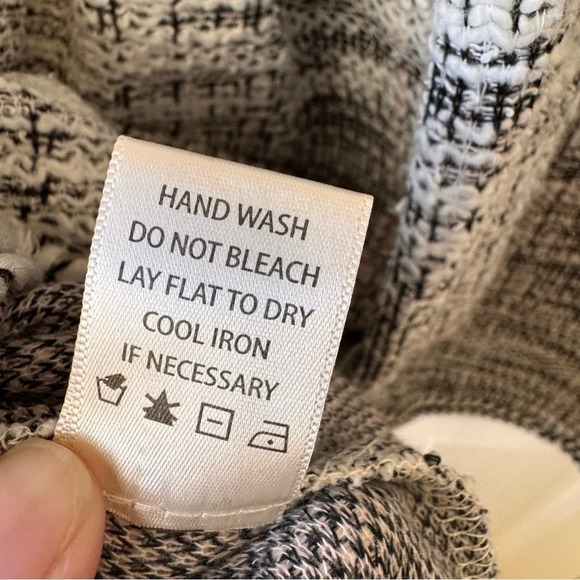 HAND WASH
DO NOT BLEACH
LAY FLAT TO DRY
COOL IRON
IF NECESSARY